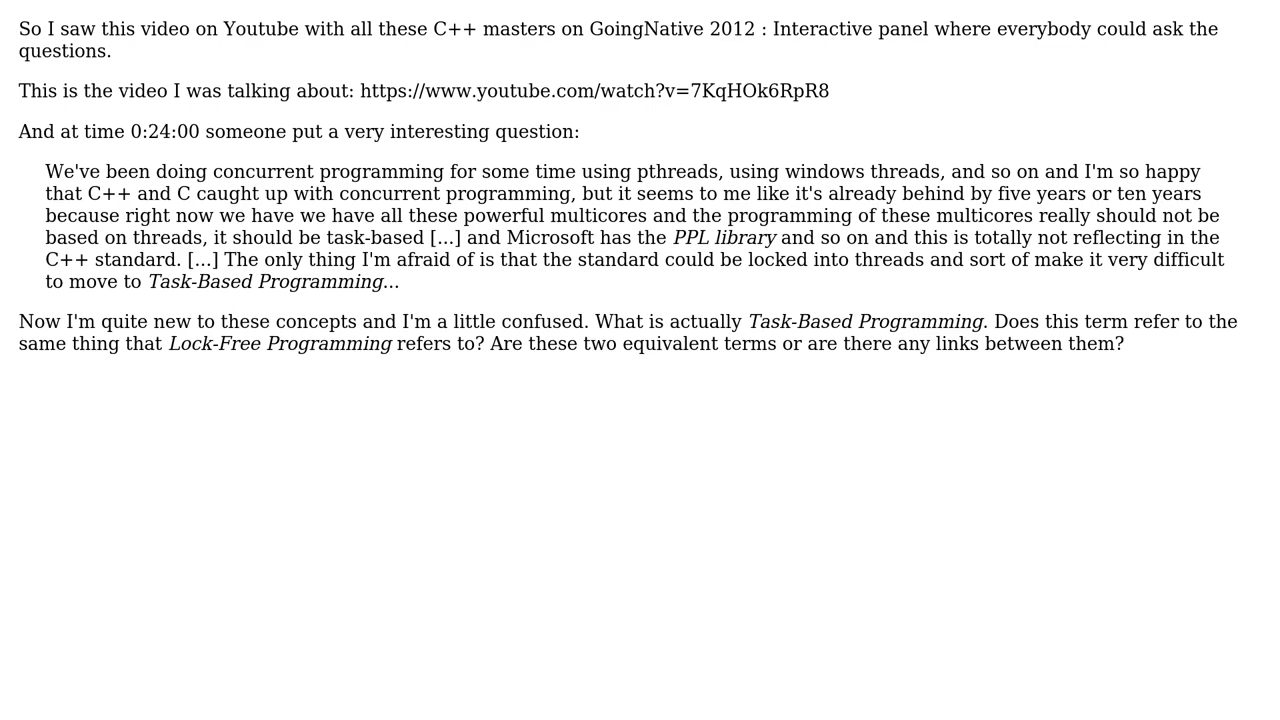 So I saw this video on Youtube with all these C++ masters on GoingNative 2012 : Interactive panel where everybody could ask the
questions.
This is the video I was talking about: https://www.youtube.com/watch?v=7KqHOk6RpR8
And at time 0:24:00 someone put a very interesting question:
We've been doing concurrent programming for some time using pthreads, using windows threads, and so on and I'm so happy
that C++ and C caught up with concurrent programming, but it seems to me like it's already behind by five years or ten years
because right now we have we have all these powerful multicores and the programming of these multicores really should not be
based on threads, it should be task-based [...] and Microsoft has the PPL library and so on and this is totally not reflecting in the
C++ standard. [...] The only thing I'm afraid of is that the standard could be locked into threads and sort of make it very difficult
to move to Task-Based Programming...
Now I'm quite new to these concepts and I'm a little confused. What is actually Task-Based Programming. Does this term refer to the
same thing that Lock-Free Programming refers to? Are these two equivalent terms or are there any links between them?